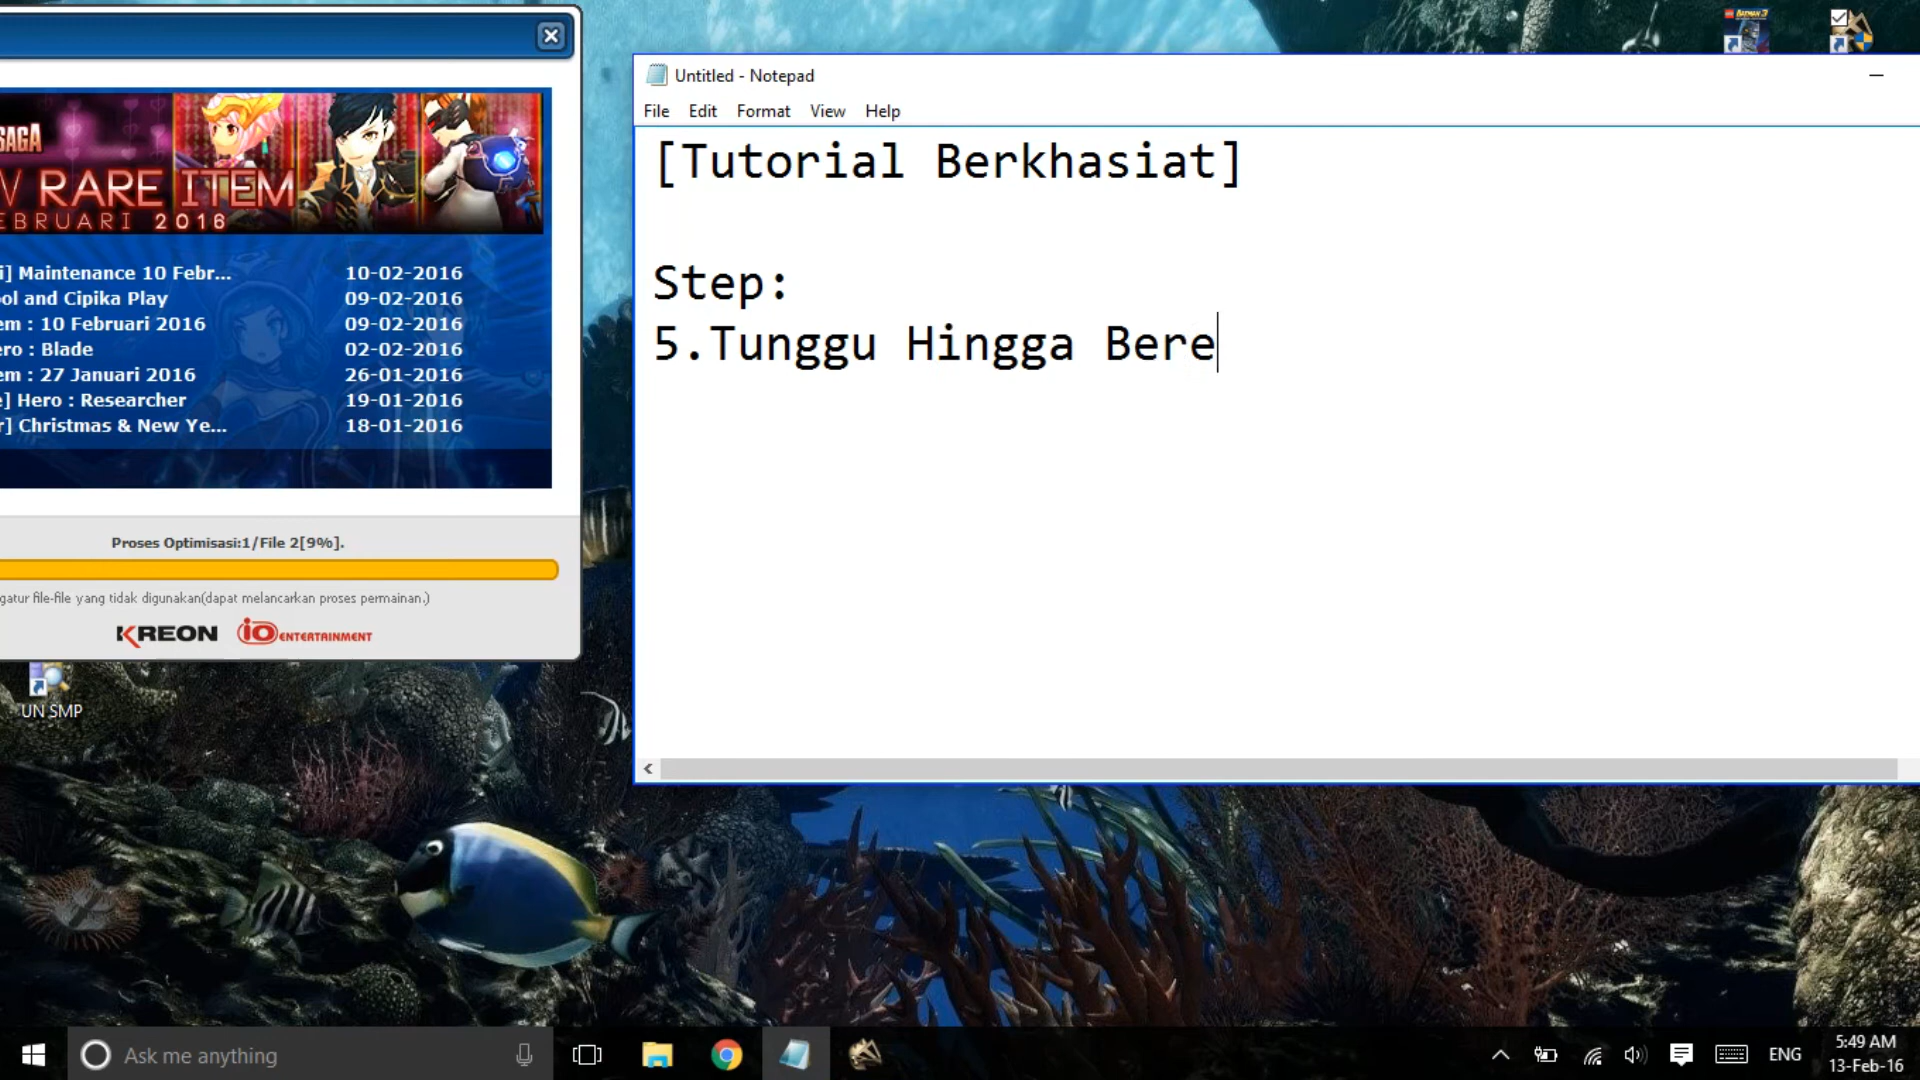 SAGA
RARE ITEM
FEBRUARI 2016
i] Maintenance 10 Febr... 10-02-2016
ol and Cipika Play 09-02-2016
em : 10 Februari 2016 09-02-2016
ero : Blade 02-02-2016
em : 27 Januari 2016 26-01-2016
e] Hero : Researcher 19-01-2016
r] Christmas & New Ye... 18-01-2016
Proses Optimisasi:1/File 2[9%].
gatur file-file yang tidak digunakan(dapat melancarkan proses permainan.)
KREON iO ENTERTAINMENT
UN SMP
Untitled - Notepad
File Edit Format View Help
[Tutorial Berkhasiat]
Step:
5.Tunggu Hingga Bere
Ask me anything
ENG
5:49 AM
13-Feb-16